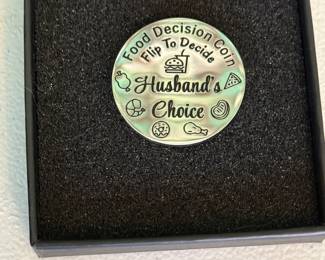 Food Decision Coin
Flip To Decide
Husband's
Choice